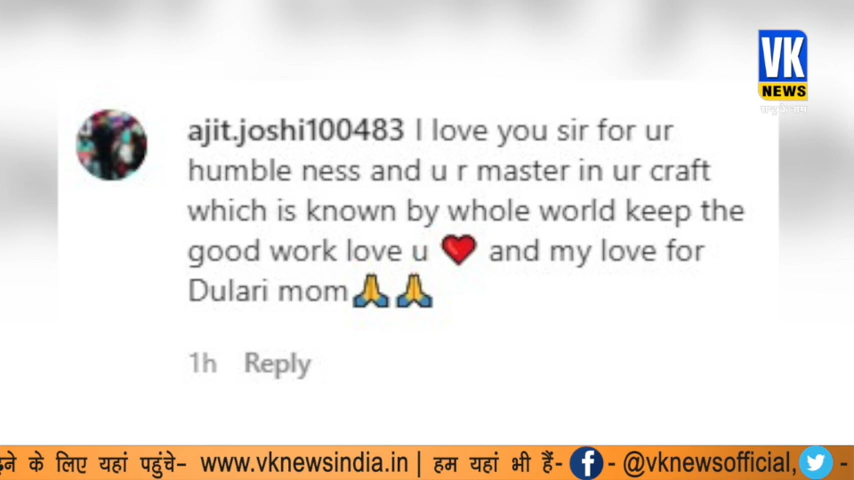 VK
NEWS
ajit.joshi100483 I love you sir for ur
humble ness and u r master in ur craft
which is known by whole world keep the
good work love u ❤️ and my love for
Dulari mom🙏🙏
1h Reply
के लिए यहां पहुंचे- www.vknewsindia.in | हम यहां भी हैं- f - @vknewsofficial, -